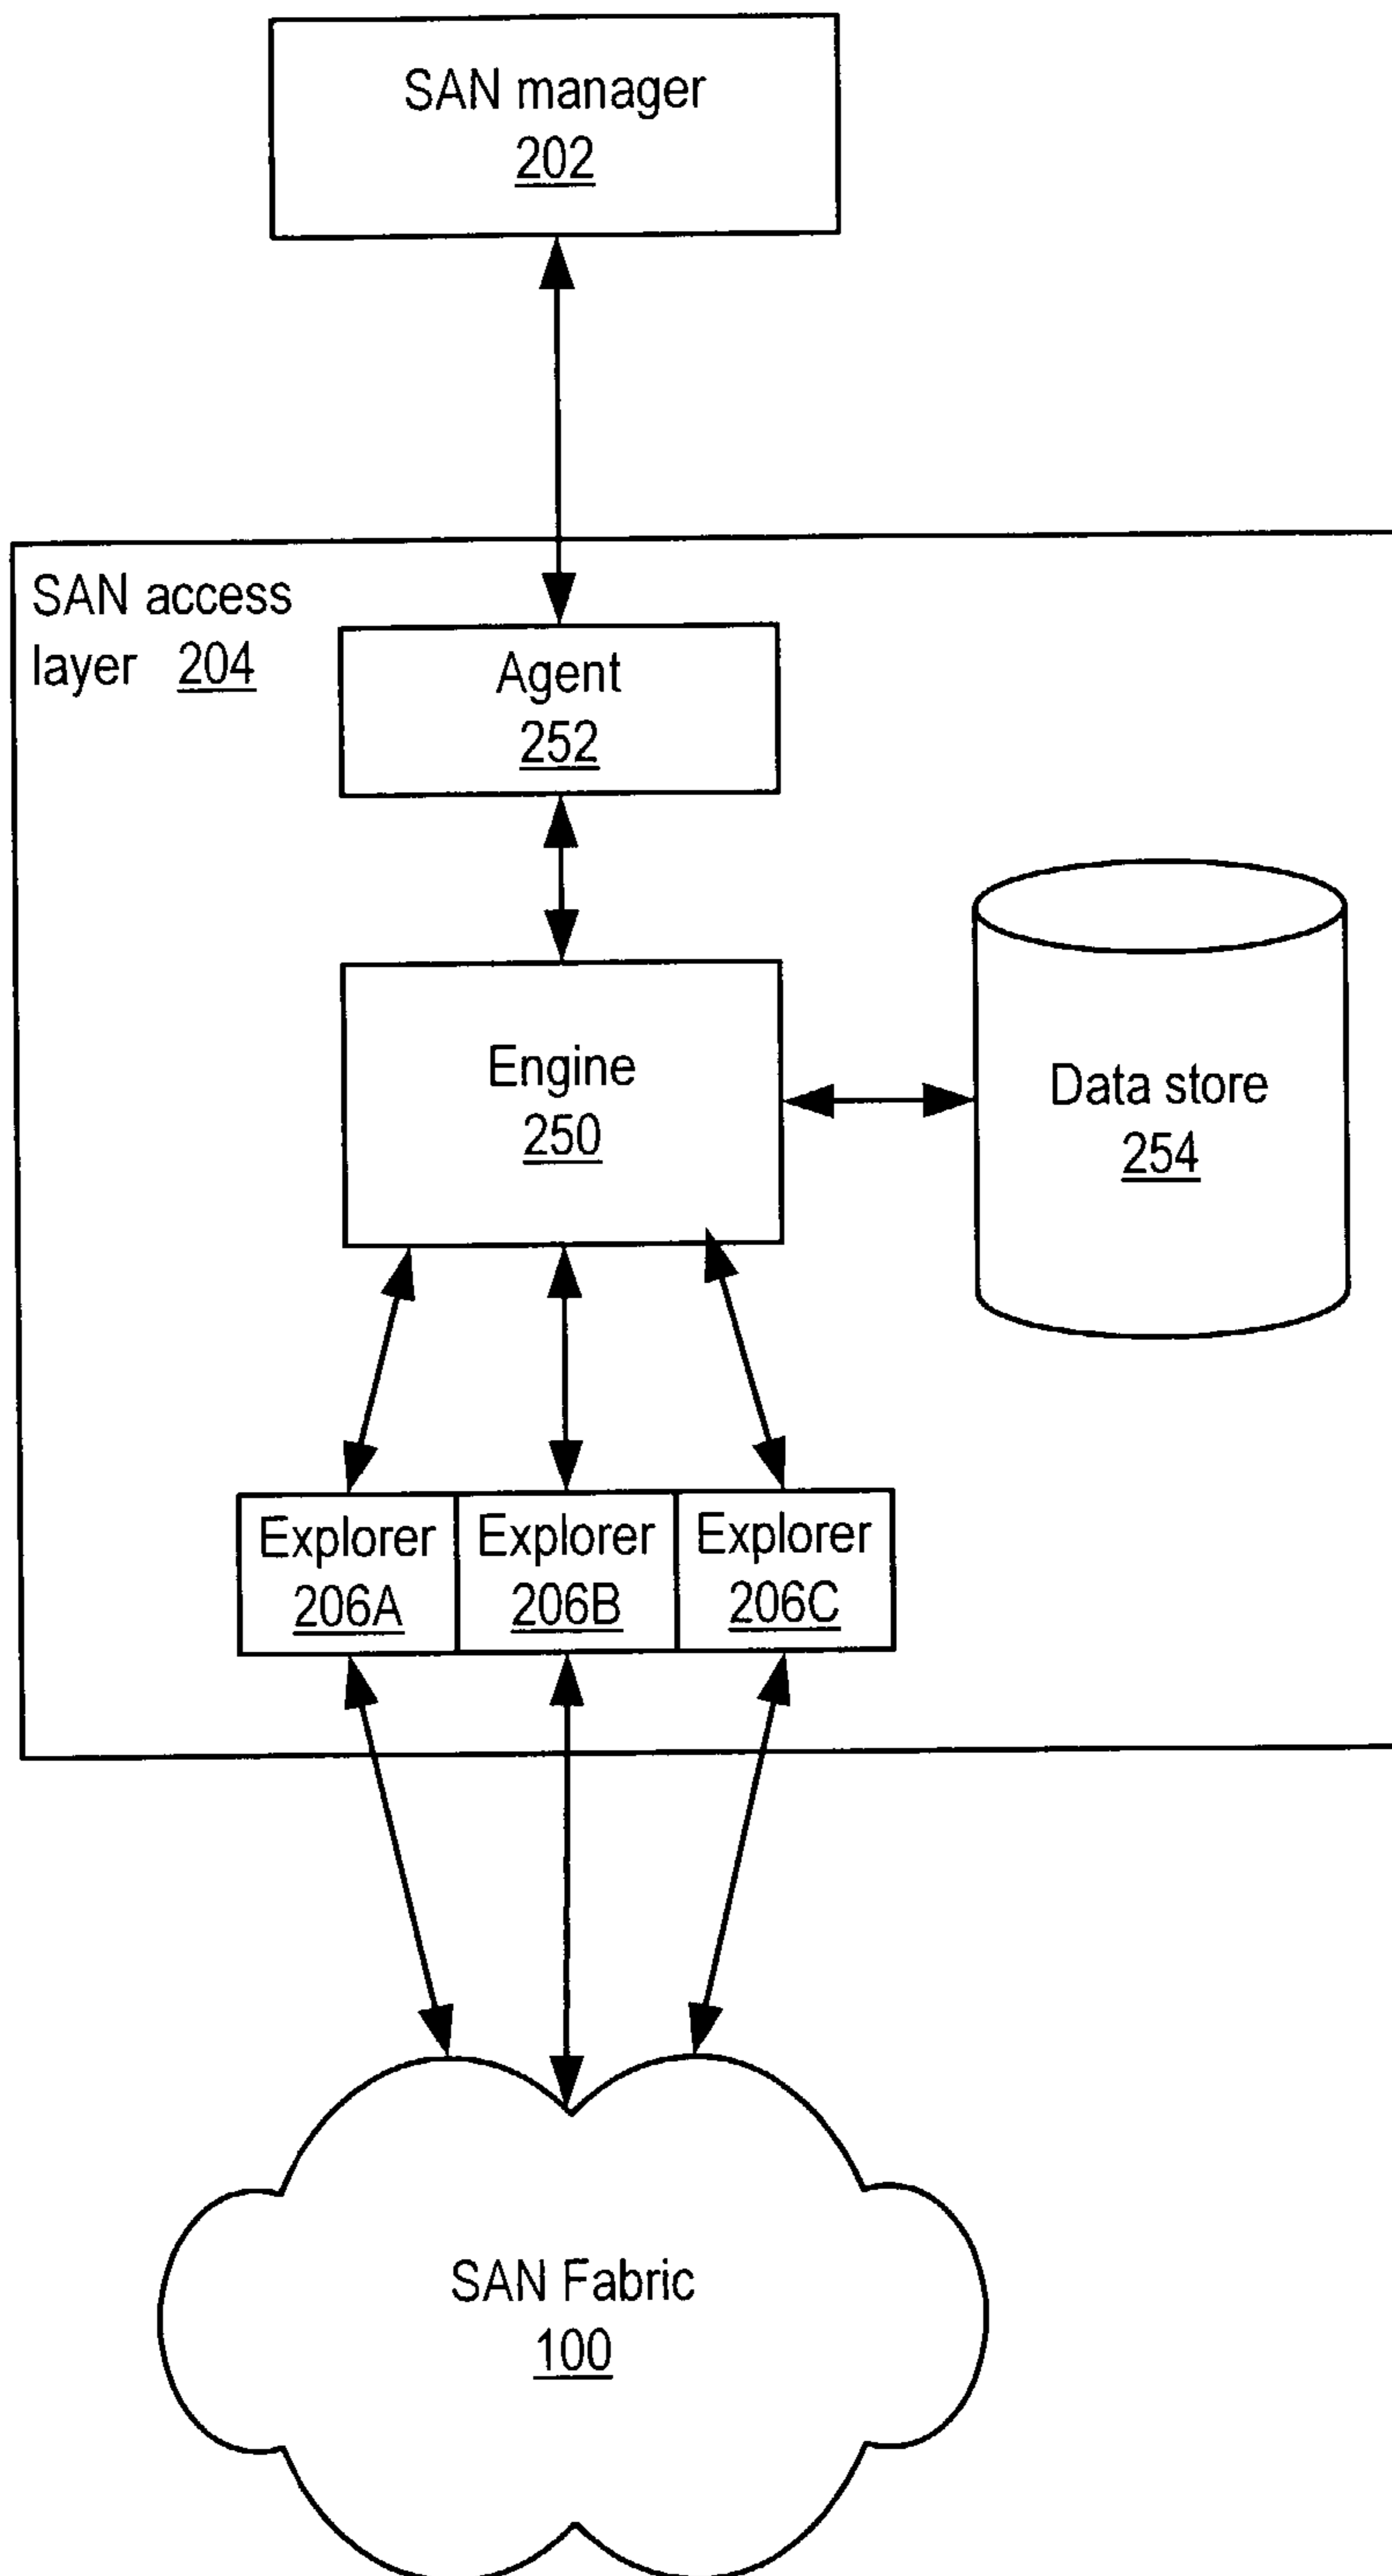 SAN manager
202
SAN access
layer 204
Agent
252
Engine
250
Data store
254
Explorer
206A
Explorer
206B
Explorer
206C
SAN Fabric
100